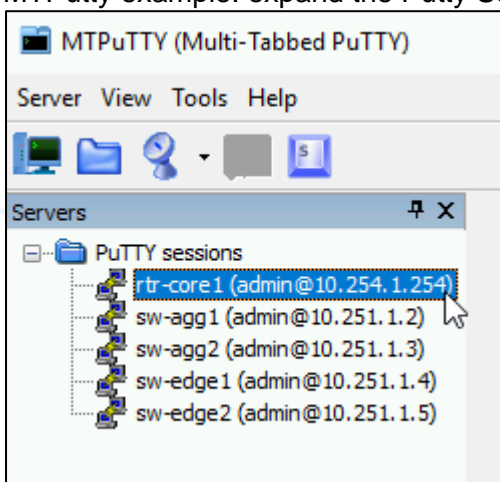 MTPuTTY (Multi-Tabbed PuTTY)
Server View Tools Help
S
Servers
PuTTY sessions
rtr-core1 (admin@10.254.1.254)
sw-agg1 (admin@10.251.1.2)
sw-agg2 (admin@10.251.1.3)
sw-edge1 (admin@10.251.1.4)
sw-edge2 (admin@10.251.1.5)